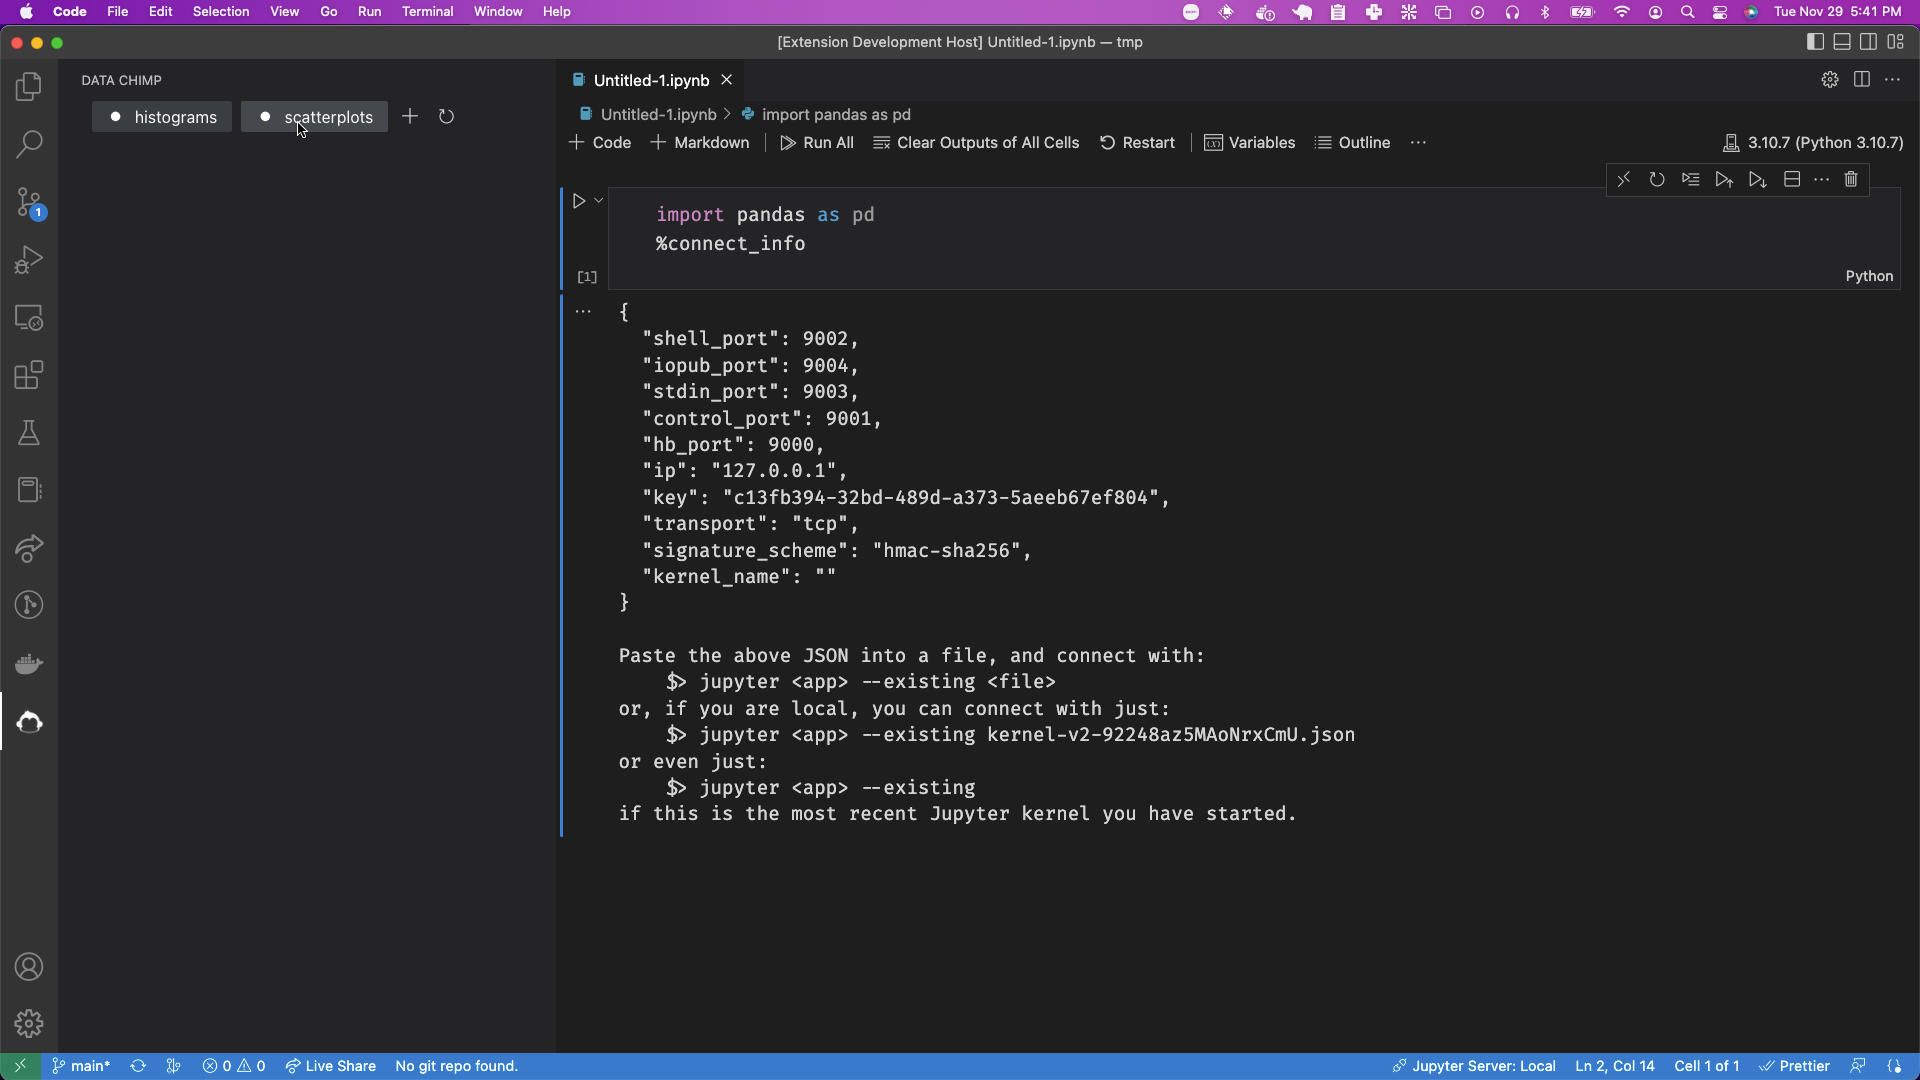 Code File Edit Selection View Go Run Terminal Window Help
Tue Nov 29 5:41 PM
[Extension Development Host] Untitled-1.ipynb — tmp
DATA CHIMP
histograms scatterplots
Untitled-1.ipynb
Untitled-1.ipynb > import pandas as pd
Code Markdown Run All Clear Outputs of All Cells Restart Variables Outline ···
3.10.7 (Python 3.10.7)
import pandas as pd
%connect_info
[1]
Python
{
"shell_port": 9002,
"iopub_port": 9004,
"stdin_port": 9003,
"control_port": 9001,
"hb_port": 9000,
"ip": "127.0.0.1",
"key": "c13fb394-32bd-489d-a373-5aeeb67ef804",
"transport": "tcp",
"signature_scheme": "hmac-sha256",
"kernel_name": ""
}
Paste the above JSON into a file, and connect with:
$> jupyter <app> --existing <file>
or, if you are local, you can connect with just:
$> jupyter <app> --existing kernel-v2-92248az5MAoNrxCmU.json
or even just:
$> jupyter <app> --existing
if this is the most recent Jupyter kernel you have started.
1
main* 0 0 Live Share No git repo found.
Jupyter Server: Local Ln 2, Col 14 Cell 1 of 1 Prettier